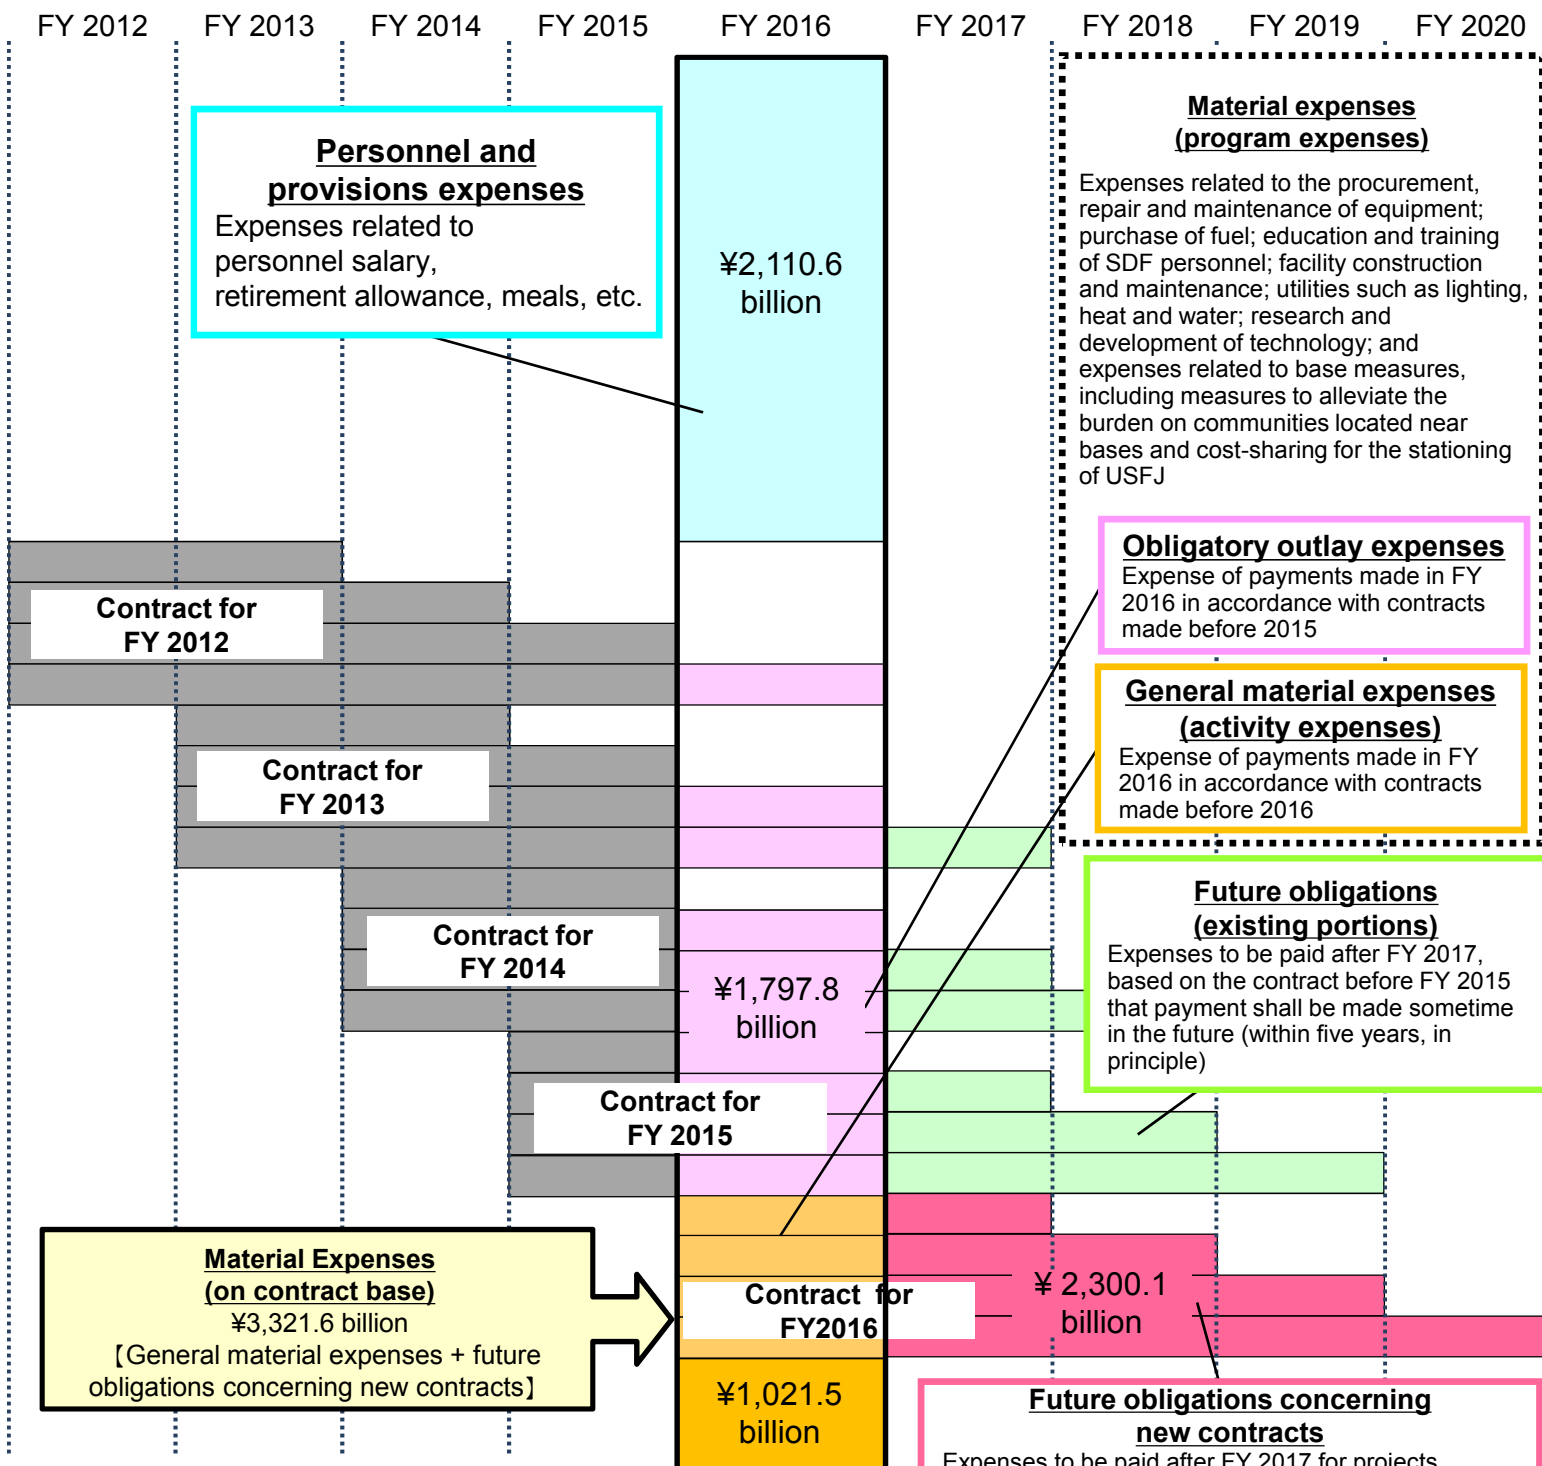 FY 2012 FY 2013 FY 2014 FY 2015 FY 2016 FY 2017 FY 2018 FY 2019 FY 2020
Personnel and
provisions expenses
Expenses related to
personnel salary,
retirement allowance, meals, etc.
¥2,110.6
billion
Material expenses
(program expenses)
Expenses related to the procurement,
repair and maintenance of equipment;
purchase of fuel; education and training
of SDF personnel; facility construction
and maintenance; utilities such as lighting,
heat and water; research and
development of technology; and
expenses related to base measures,
including measures to alleviate the
burden on communities located near
bases and cost-sharing for the stationing
of USFJ
Obligatory outlay expenses
Expense of payments made in FY
2016 in accordance with contracts
made before 2015
General material expenses
(activity expenses)
Expense of payments made in FY
2016 in accordance with contracts
made before 2016
Contract for
FY 2012
Contract for
FY 2013
Contract for
FY 2014
¥1,797.8
billion
Future obligations
(existing portions)
Expenses to be paid after FY 2017,
based on the contract before FY 2015
that payment shall be made sometime
in the future (within five years, in
principle)
Contract for
FY 2015
Material Expenses
(on contract base)
¥3,321.6 billion
【General material expenses + future
obligations concerning new contracts】
Contract for
FY2016
¥ 2,300.1
billion
¥1,021.5
billion
Future obligations concerning
new contracts
Expenses to be paid after FY 2017 for projects